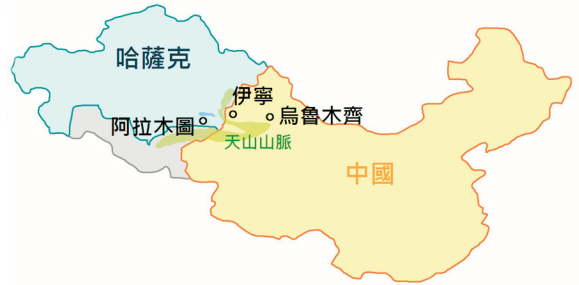 哈薩克
伊寧
烏魯木齊
阿拉木圖
天山山脈
中國